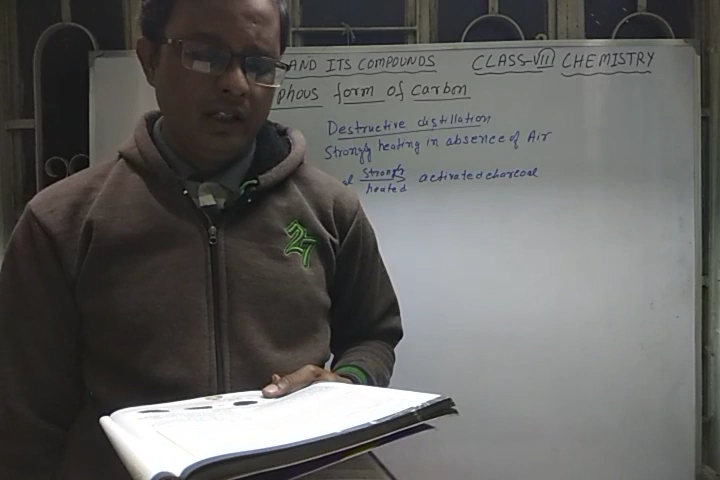 AND ITS COMPOUNDS CLASS-VIII CHEMISTRY
phous form of Carbon
Destructive distillation
Strongly heating in absence of Air
Strongly
heated activated charcoal
27